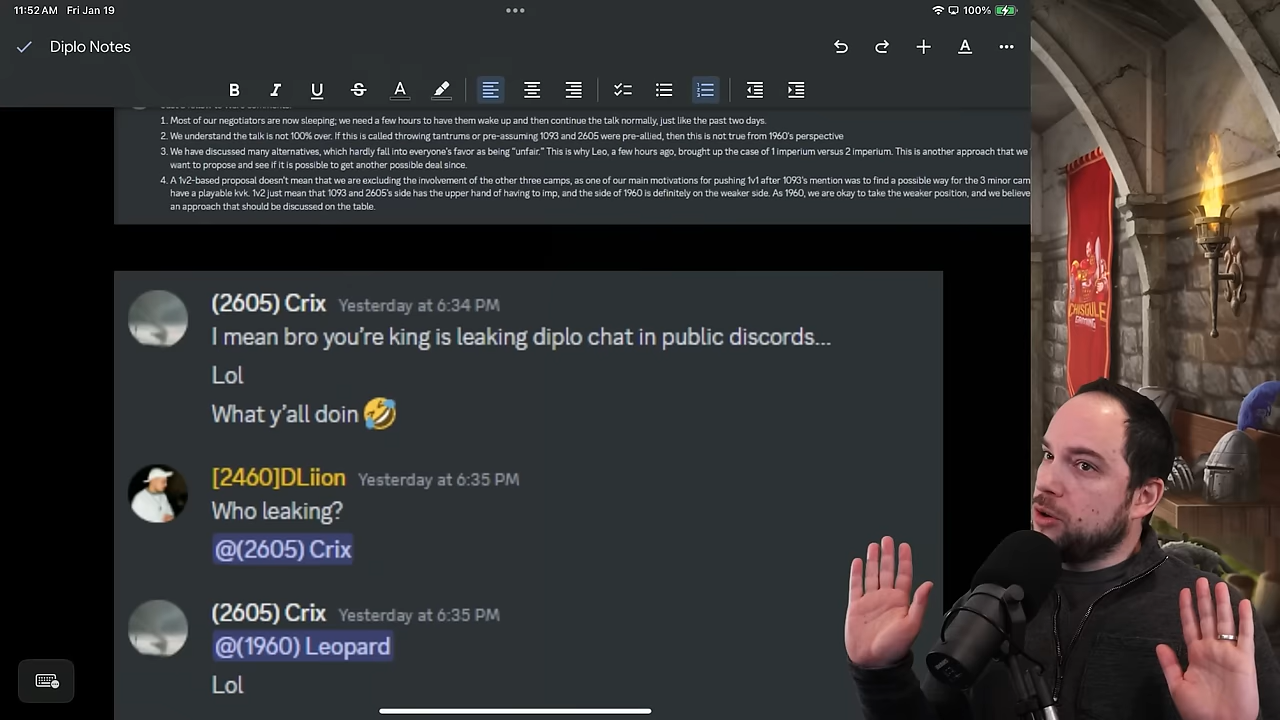 11:52 AM Fri Jan 19
100%
Diplo Notes
B I U S A
1. Most of our negotiators are now sleeping; we need a few hours to have them wake up and then continue the talk normally, just like the past two days.
2. We understand the talk is not 100% over. If this is called throwing tantrums or pre-assuming 1093 and 2605 were pre-allied, then this is not true from 1960's perspective
3. We have discussed many alternatives, which hardly fall into everyone's favor as being "unfair." This is why Leo, a few hours ago, brought up the case of 1 imperium versus 2 imperium. This is another approach that we
want to propose and see if it is possible to get another possible deal since.
4. A 1v2-based proposal doesn't mean that we are excluding the involvement of the other three camps, as one of our main motivations for pushing 1v1 after 1093's mention was to find a possible way for the 3 minor cam
have a playable kvk. 1v2 just mean that 1093 and 2605's side has the upper hand of having to imp, and the side of 1960 is definitely on the weaker side. As 1960, we are okay to take the weaker position, and we believe
an approach that should be discussed on the table.
(2605) Crix Yesterday at 6:34 PM
I mean bro you're king is leaking diplo chat in public discords...
Lol
What y'all doin 🤣
[2460]DLiion Yesterday at 6:35 PM
Who leaking?
@(2605) Crix
(2605) Crix Yesterday at 6:35 PM
@(1960) Leopard
Lol
CHISGULE
GAMING